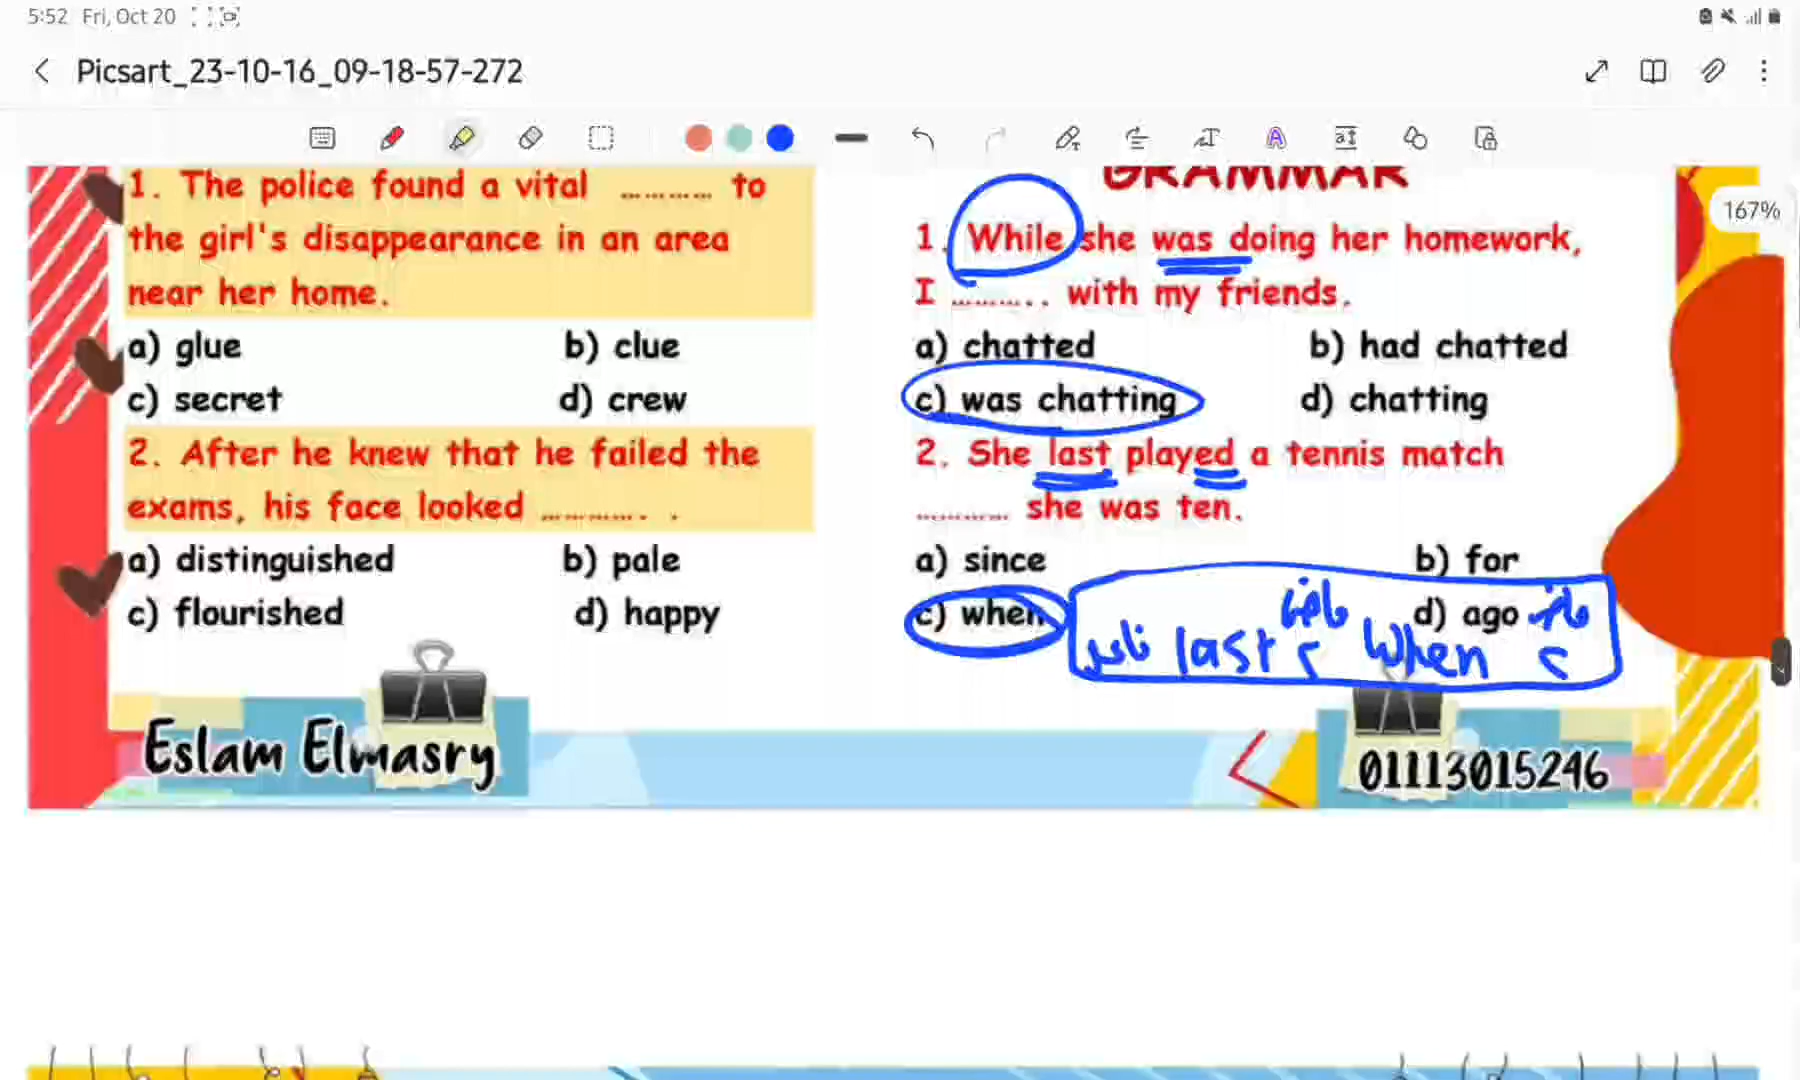 5:52 Fri, Oct 20
Picsart_23-10-16_09-18-57-272
167%
1. The police found a vital ............ to
the girl's disappearance in an area
near her home.
a) glue b) clue
c) secret d) crew
2. After he knew that he failed the
exams, his face looked ............. .
a) distinguished b) pale
c) flourished d) happy
GRAMMAR
1. While she was doing her homework,
I ........... with my friends.
a) chatted b) had chatted
c) was chatting d) chatting
2. She last played a tennis match
............ she was ten.
a) since b) for
c) when d) ago
last when
Eslam Elmasry
01113015246